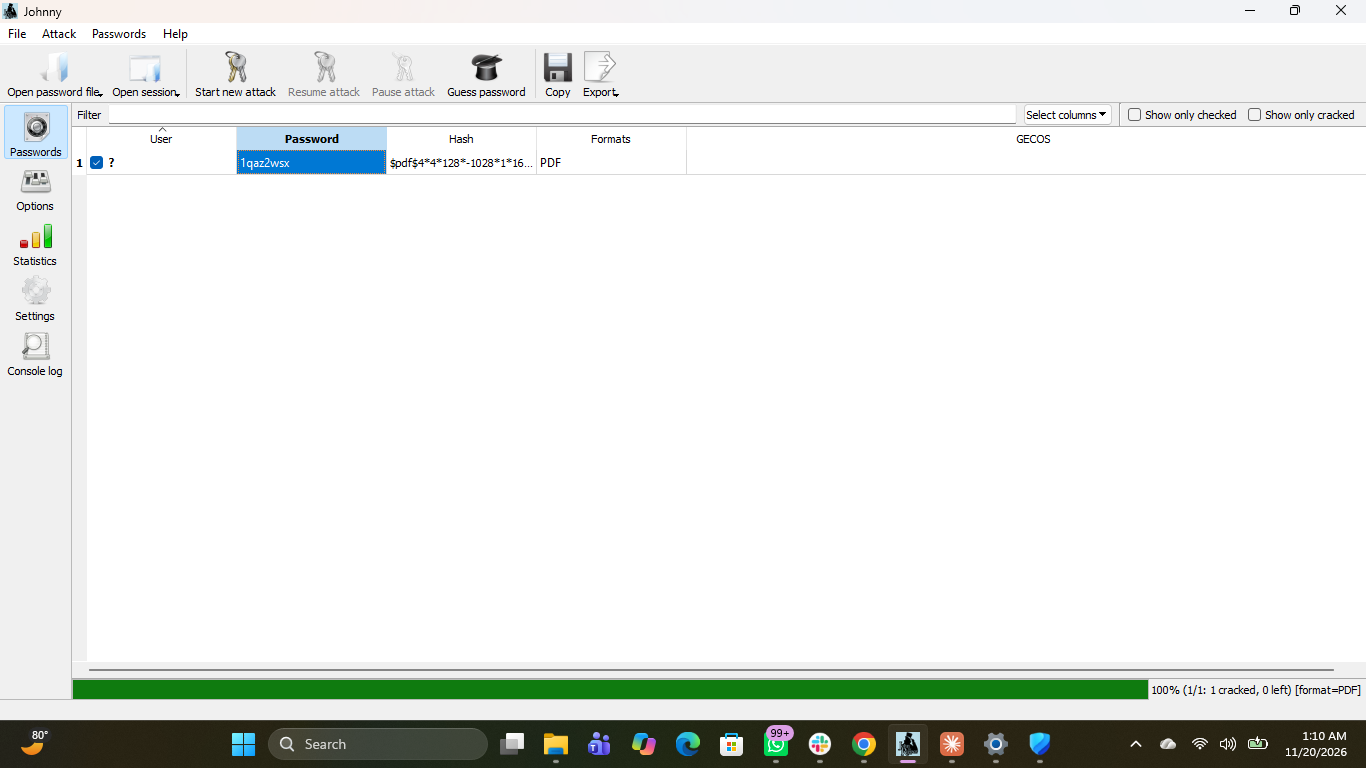 Johnny
File Attack Passwords Help
Open password file Open session Start new attack Resume attack Pause attack Guess password Copy Export
Filter Select columns Show only checked Show only cracked
User Password Hash Formats GECOS
1 ? 1qaz2wsx $pdf$4*4*128*-1028*1*16... PDF
Passwords
Options
Statistics
Settings
Console log
100% (1/1: 1 cracked, 0 left) [format=PDF]
80°
Search
99+
1:10 AM
11/20/2026